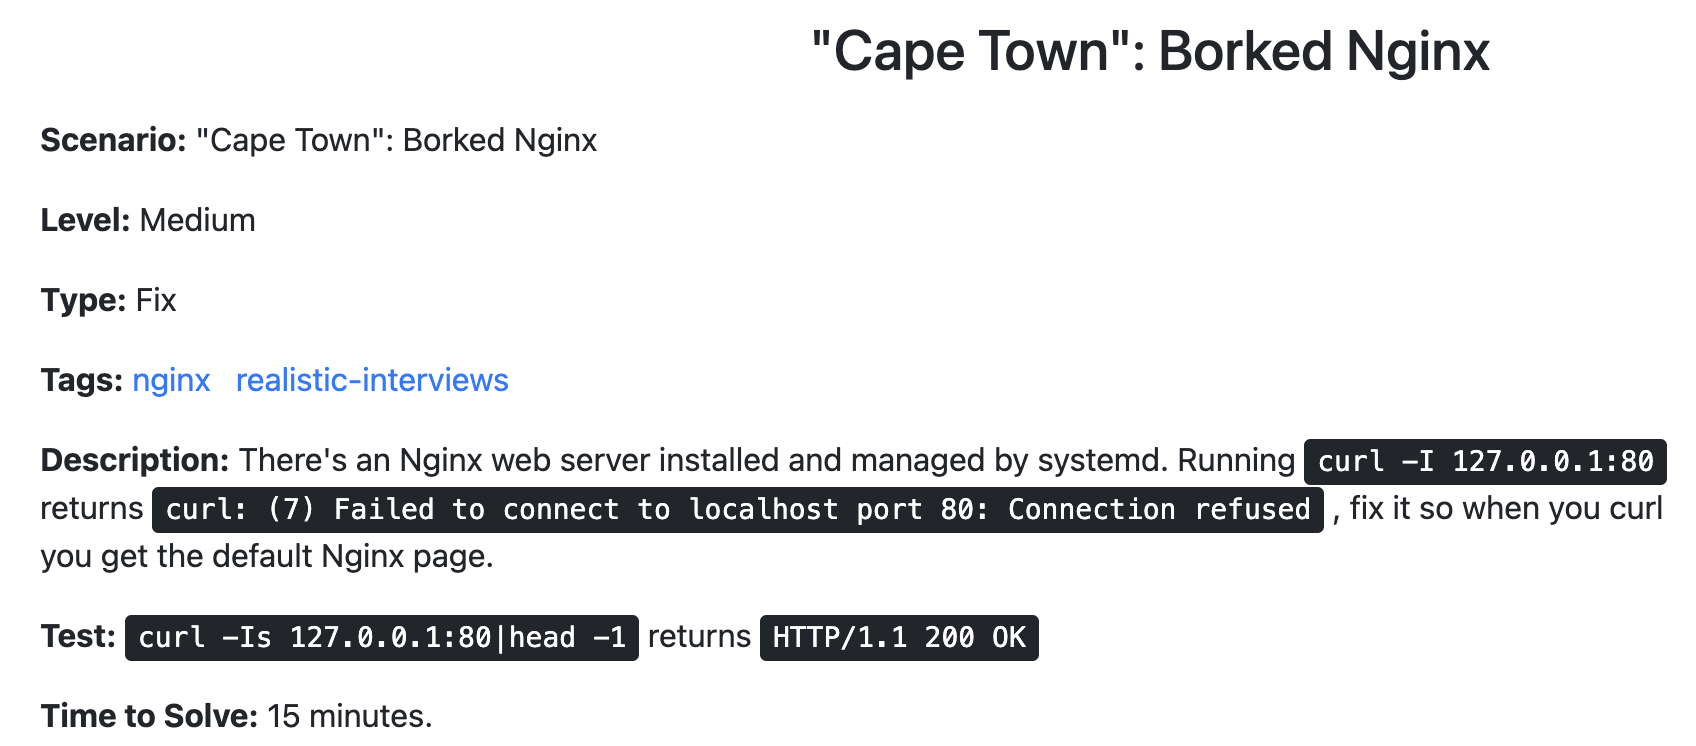 "Cape Town": Borked Nginx
Scenario: "Cape Town": Borked Nginx
Level: Medium
Type: Fix
Tags: nginx realistic-interviews
Description: There's an Nginx web server installed and managed by systemd. Running curl -I 127.0.0.1:80
returns curl: (7) Failed to connect to localhost port 80: Connection refused , fix it so when you curl
you get the default Nginx page.
Test: curl -Is 127.0.0.1:80|head -1 returns HTTP/1.1 200 OK
Time to Solve: 15 minutes.